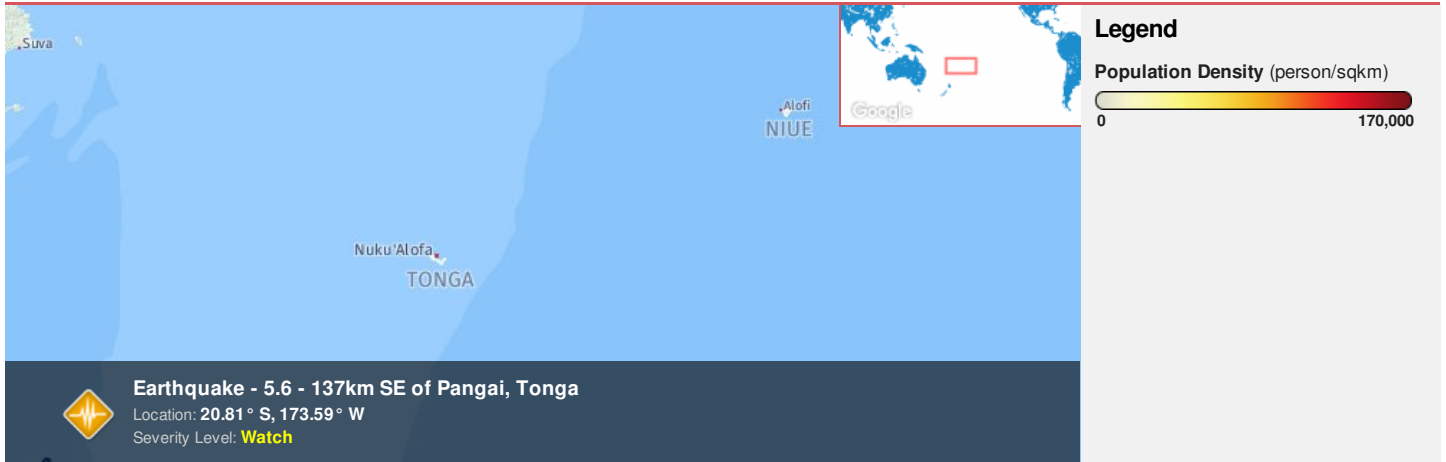 Suva
Alofi
NIUE
Google
Nuku'Alofa
TONGA
Earthquake - 5.6 - 137km SE of Pangai, Tonga
Location: 20.81° S, 173.59° W
Severity Level: Watch
Legend
Population Density (person/sqkm)
0 170,000